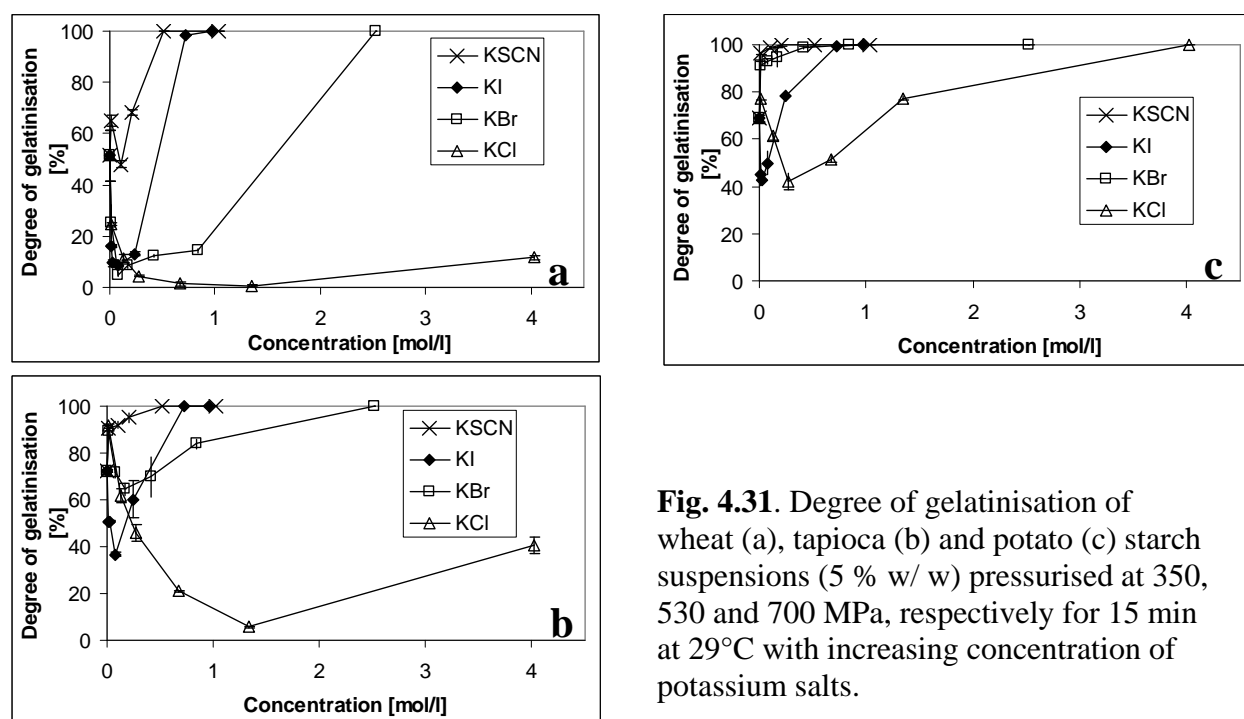 100
80
60
40
20
0
Degree of gelatinisation
[%]
KSCN
KI
KBr
KCl
a
0 1 2 3 4
Concentration [mol/l]
100
80
60
40
20
0
Degree of gelatinisation
[%]
KSCN
KI
KBr
KCl
c
0 1 2 3 4
Concentration [mol/l]
100
80
60
40
20
0
Degree of gelatinisation
[%]
KSCN
KI
KBr
KCl
b
0 1 2 3 4
Concentration [mol/l]
Fig. 4.31. Degree of gelatinisation of
wheat (a), tapioca (b) and potato (c) starch
suspensions (5 % w/ w) pressurised at 350,
530 and 700 MPa, respectively for 15 min
at 29°C with increasing concentration of
potassium salts.